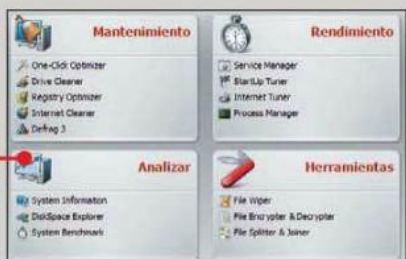 Mantenimiento
One-Click Optimizer
Drive Cleaner
Registry Optimizer
Internet Cleaner
Defrag 3
Rendimiento
Service Manager
StartUp Tuner
Internet Tuner
Process Manager
Analizar
System Information
DiskSpace Explorer
System Benchmark
Herramientas
File Wiper
File Encrypter & Decrypter
File Splitter & Joiner